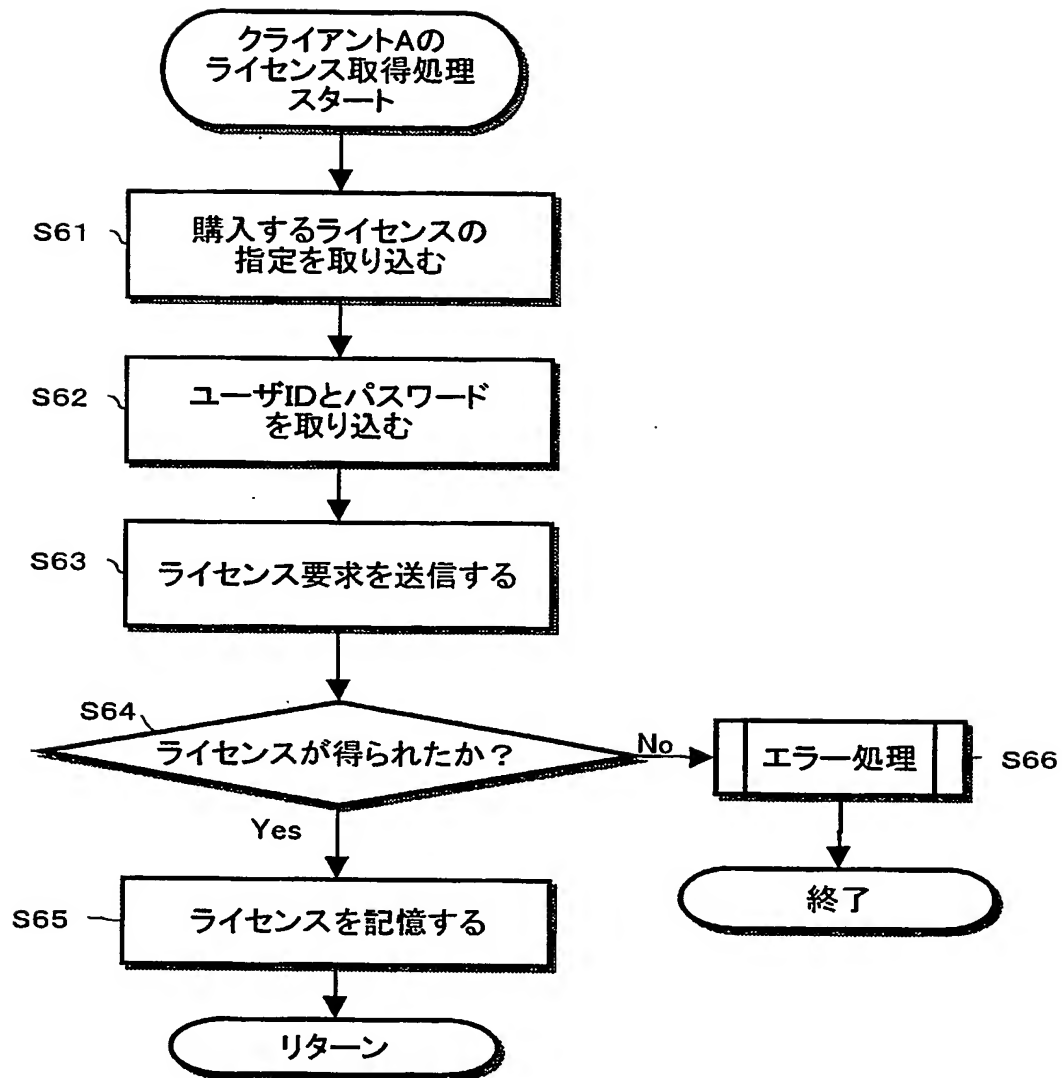 クライアントAの
ライセンス取得処理
スタート
S61
購入するライセンスの
指定を取り込む
S62
ユーザIDとパスワード
を取り込む
S63
ライセンス要求を送信する
S64
ライセンスが得られたか？
No
エラー処理
S66
Yes
終了
S65
ライセンスを記憶する
リターン